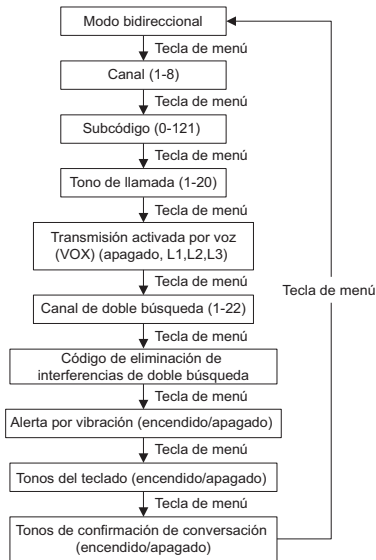 Modo bidireccional
Tecla de menú
Canal (1-8)
Tecla de menú
Subcódigo (0-121)
Tecla de menú
Tono de llamada (1-20)
Tecla de menú
Transmisión activada por voz
(VOX) (apagado, L1,L2,L3)
Tecla de menú
Canal de doble búsqueda (1-22)
Tecla de menú
Código de eliminación de
interferencias de doble búsqueda
Tecla de menú
Alerta por vibración (encendido/apagado)
Tecla de menú
Tonos del teclado (encendido/apagado)
Tecla de menú
Tonos de confirmación de conversación
(encendido/apagado)
Tecla de menú